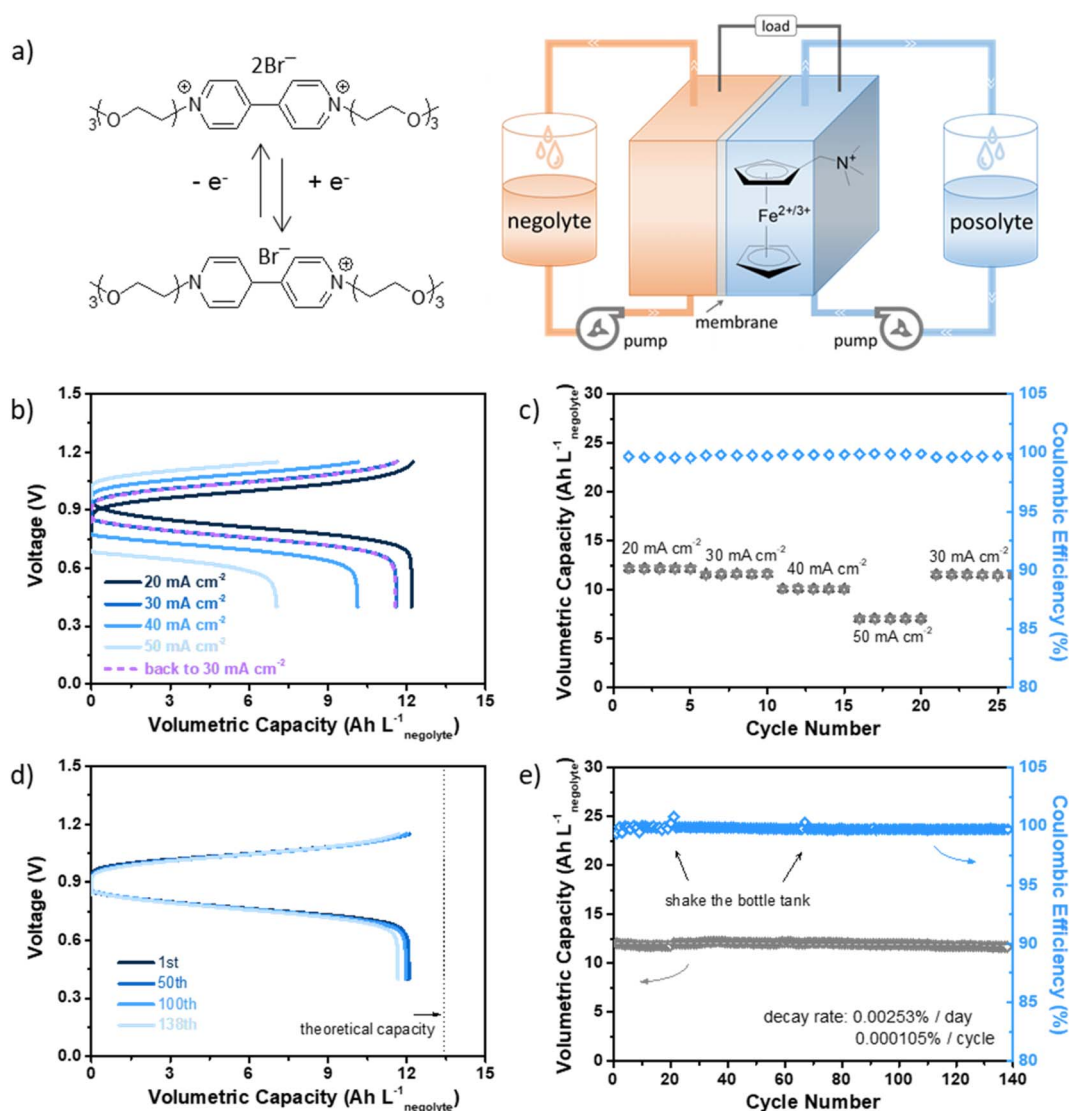 a)
2Br⁻
⊕ ⊕
3 O N N O 3
- e⁻ + e⁻
Br⁻
⊕
3 O N N O 3
load
negolyte
N⁺
Fe²⁺/³⁺
posolyte
membrane
pump
pump
b)
Voltage (V)
1.5
1.2
0.9
0.6
0.3
0.0
20 mA cm⁻²
30 mA cm⁻²
40 mA cm⁻²
50 mA cm⁻²
back to 30 mA cm⁻²
0 3 6 9 12 15
Volumetric Capacity (Ah L⁻¹negolyte)
c)
Volumetric Capacity (Ah L⁻¹negolyte)
30
25
20
15
10
5
0
20 mA cm⁻²
30 mA cm⁻²
40 mA cm⁻²
50 mA cm⁻²
30 mA cm⁻²
105
100
95
90
85
80
Coulombic Efficiency (%)
0 5 10 15 20 25
Cycle Number
d)
Voltage (V)
1.5
1.2
0.9
0.6
0.3
0.0
1st
50th
100th
138th
theoretical capacity
0 3 6 9 12 15
Volumetric Capacity (Ah L⁻¹negolyte)
e)
Volumetric Capacity (Ah L⁻¹negolyte)
30
25
20
15
10
5
0
shake the bottle tank
decay rate: 0.00253% / day
0.000105% / cycle
105
100
95
90
85
80
Coulombic Efficiency (%)
0 20 40 60 80 100 120 140
Cycle Number